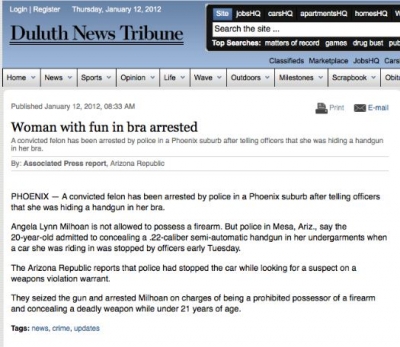 Login | Register Thursday, January 12, 2012
Site jobsHQ carsHQ apartmentsHQ homesHQ
Duluth News Tribune
Search the site ...
Top Searches: matters of record games drug bust
Classifieds Marketplace JobsHQ
Home News Sports Opinion Life Wave Outdoors Milestones Scrapbook
Published January 12, 2012, 08:33 AM
Print E-mail
Woman with fun in bra arrested
A convicted felon has been arrested by police in a Phoenix suburb after telling officers that she was hiding a handgun
in her bra.
By: Associated Press report, Arizona Republic
PHOENIX — A convicted felon has been arrested by police in a Phoenix suburb after telling officers
that she was hiding a handgun in her bra.
Angela Lynn Milhoan is not allowed to possess a firearm. But police in Mesa, Ariz., say the
20-year-old admitted to concealing a .22-caliber semi-automatic handgun in her undergarments when
a car she was riding in was stopped by officers early Tuesday.
The Arizona Republic reports that police had stopped the car while looking for a suspect on a
weapons violation warrant.
They seized the gun and arrested Milhoan on charges of being a prohibited possessor of a firearm
and concealing a deadly weapon while under 21 years of age.
Tags: news, crime, updates